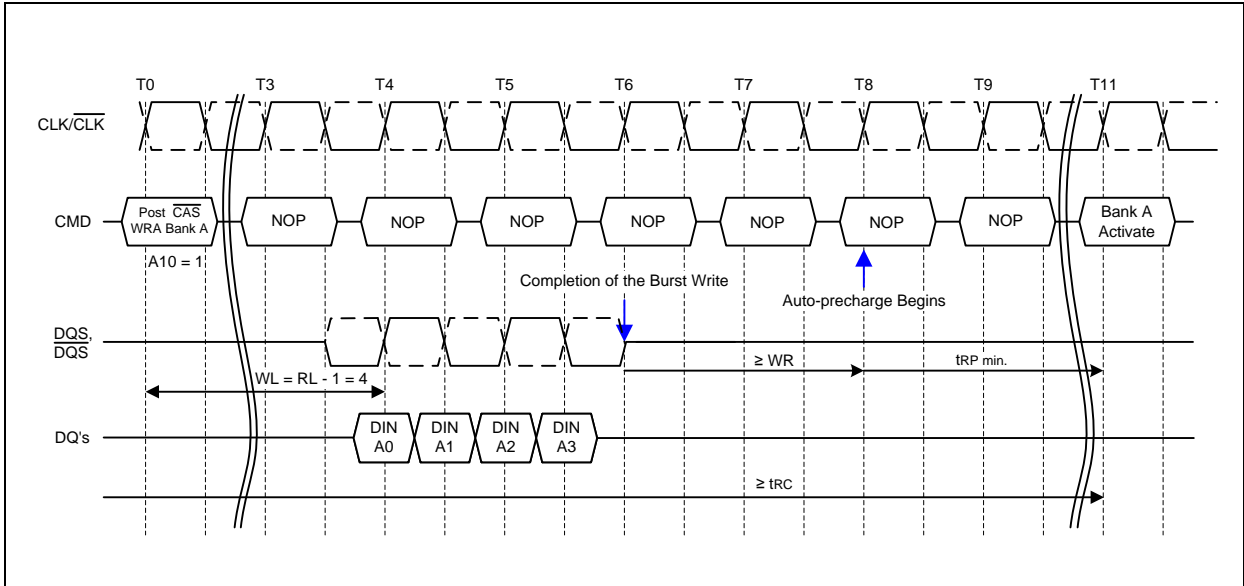 T0 T3 T4 T5 T6 T7 T8 T9 T11
CLK/CLK
CMD
Post CAS
WRA Bank A
NOP NOP NOP NOP NOP NOP NOP
Bank A
Activate
A10 = 1
Completion of the Burst Write
Auto-precharge Begins
DQS,
DQS
WL = RL - 1 = 4
≥ WR
tRP min.
DQ's
DIN
A0
DIN
A1
DIN
A2
DIN
A3
≥ tRC